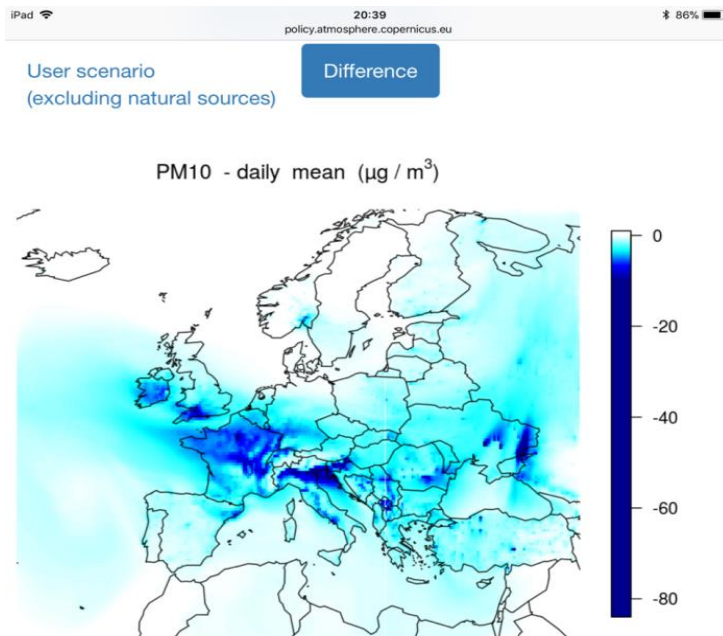 iPad 20:39 86%
policy.atmosphere.copernicus.eu
User scenario
(excluding natural sources)
Difference
PM10 - daily mean (µg / m³)
0
-20
-40
-60
-80